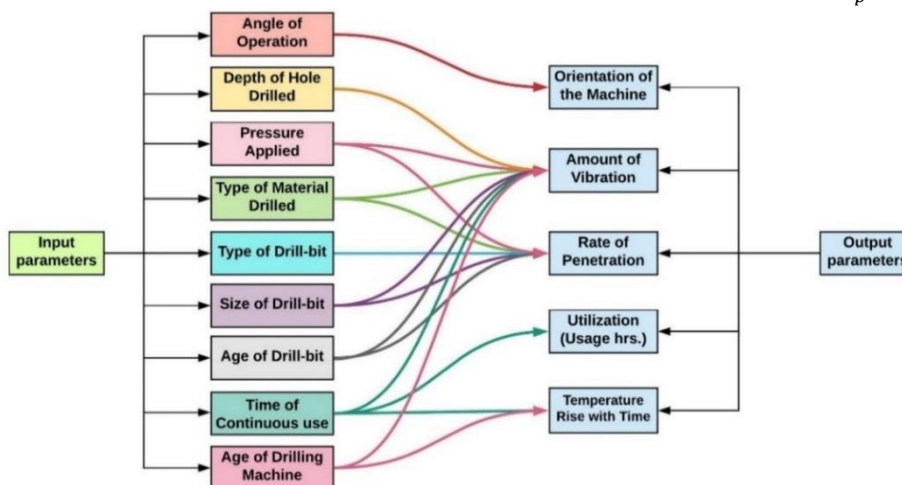 p
Angle of
Operation
Depth of Hole
Drilled
Pressure
Applied
Type of Material
Drilled
Input
parameters
Type of Drill-bit
Size of Drill-bit
Age of Drill-bit
Time of
Continuous use
Age of Drilling
Machine
Orientation of
the Machine
Amount of
Vibration
Rate of
Penetration
Utilization
(Usage hrs.)
Temperature
Rise with Time
Output
parameters